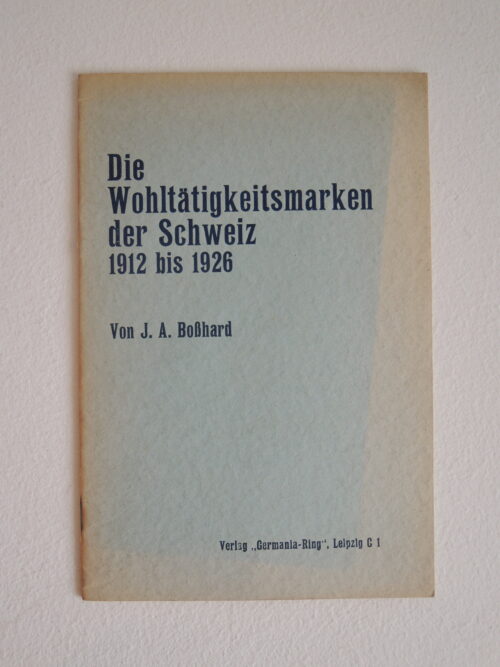 Die
Wohltätigkeitsmarken
der Schweiz
1912 bis 1926
Von J. A. Boßhard
Verlag „Germania-Ring“, Leipzig C 1